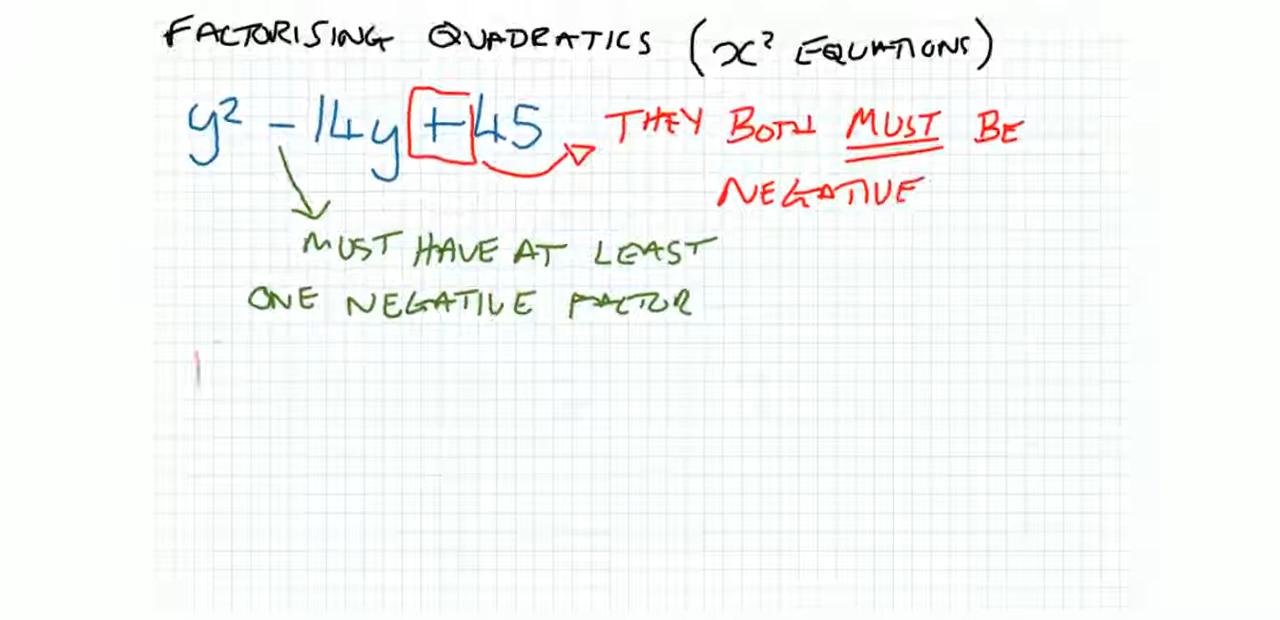 FACTORISING QUADRATICS (x² EQUATIONS)
y² - 14y + 45
THEY BOTH MUST BE
NEGATIVE
MUST HAVE AT LEAST
ONE NEGATIVE FACTOR